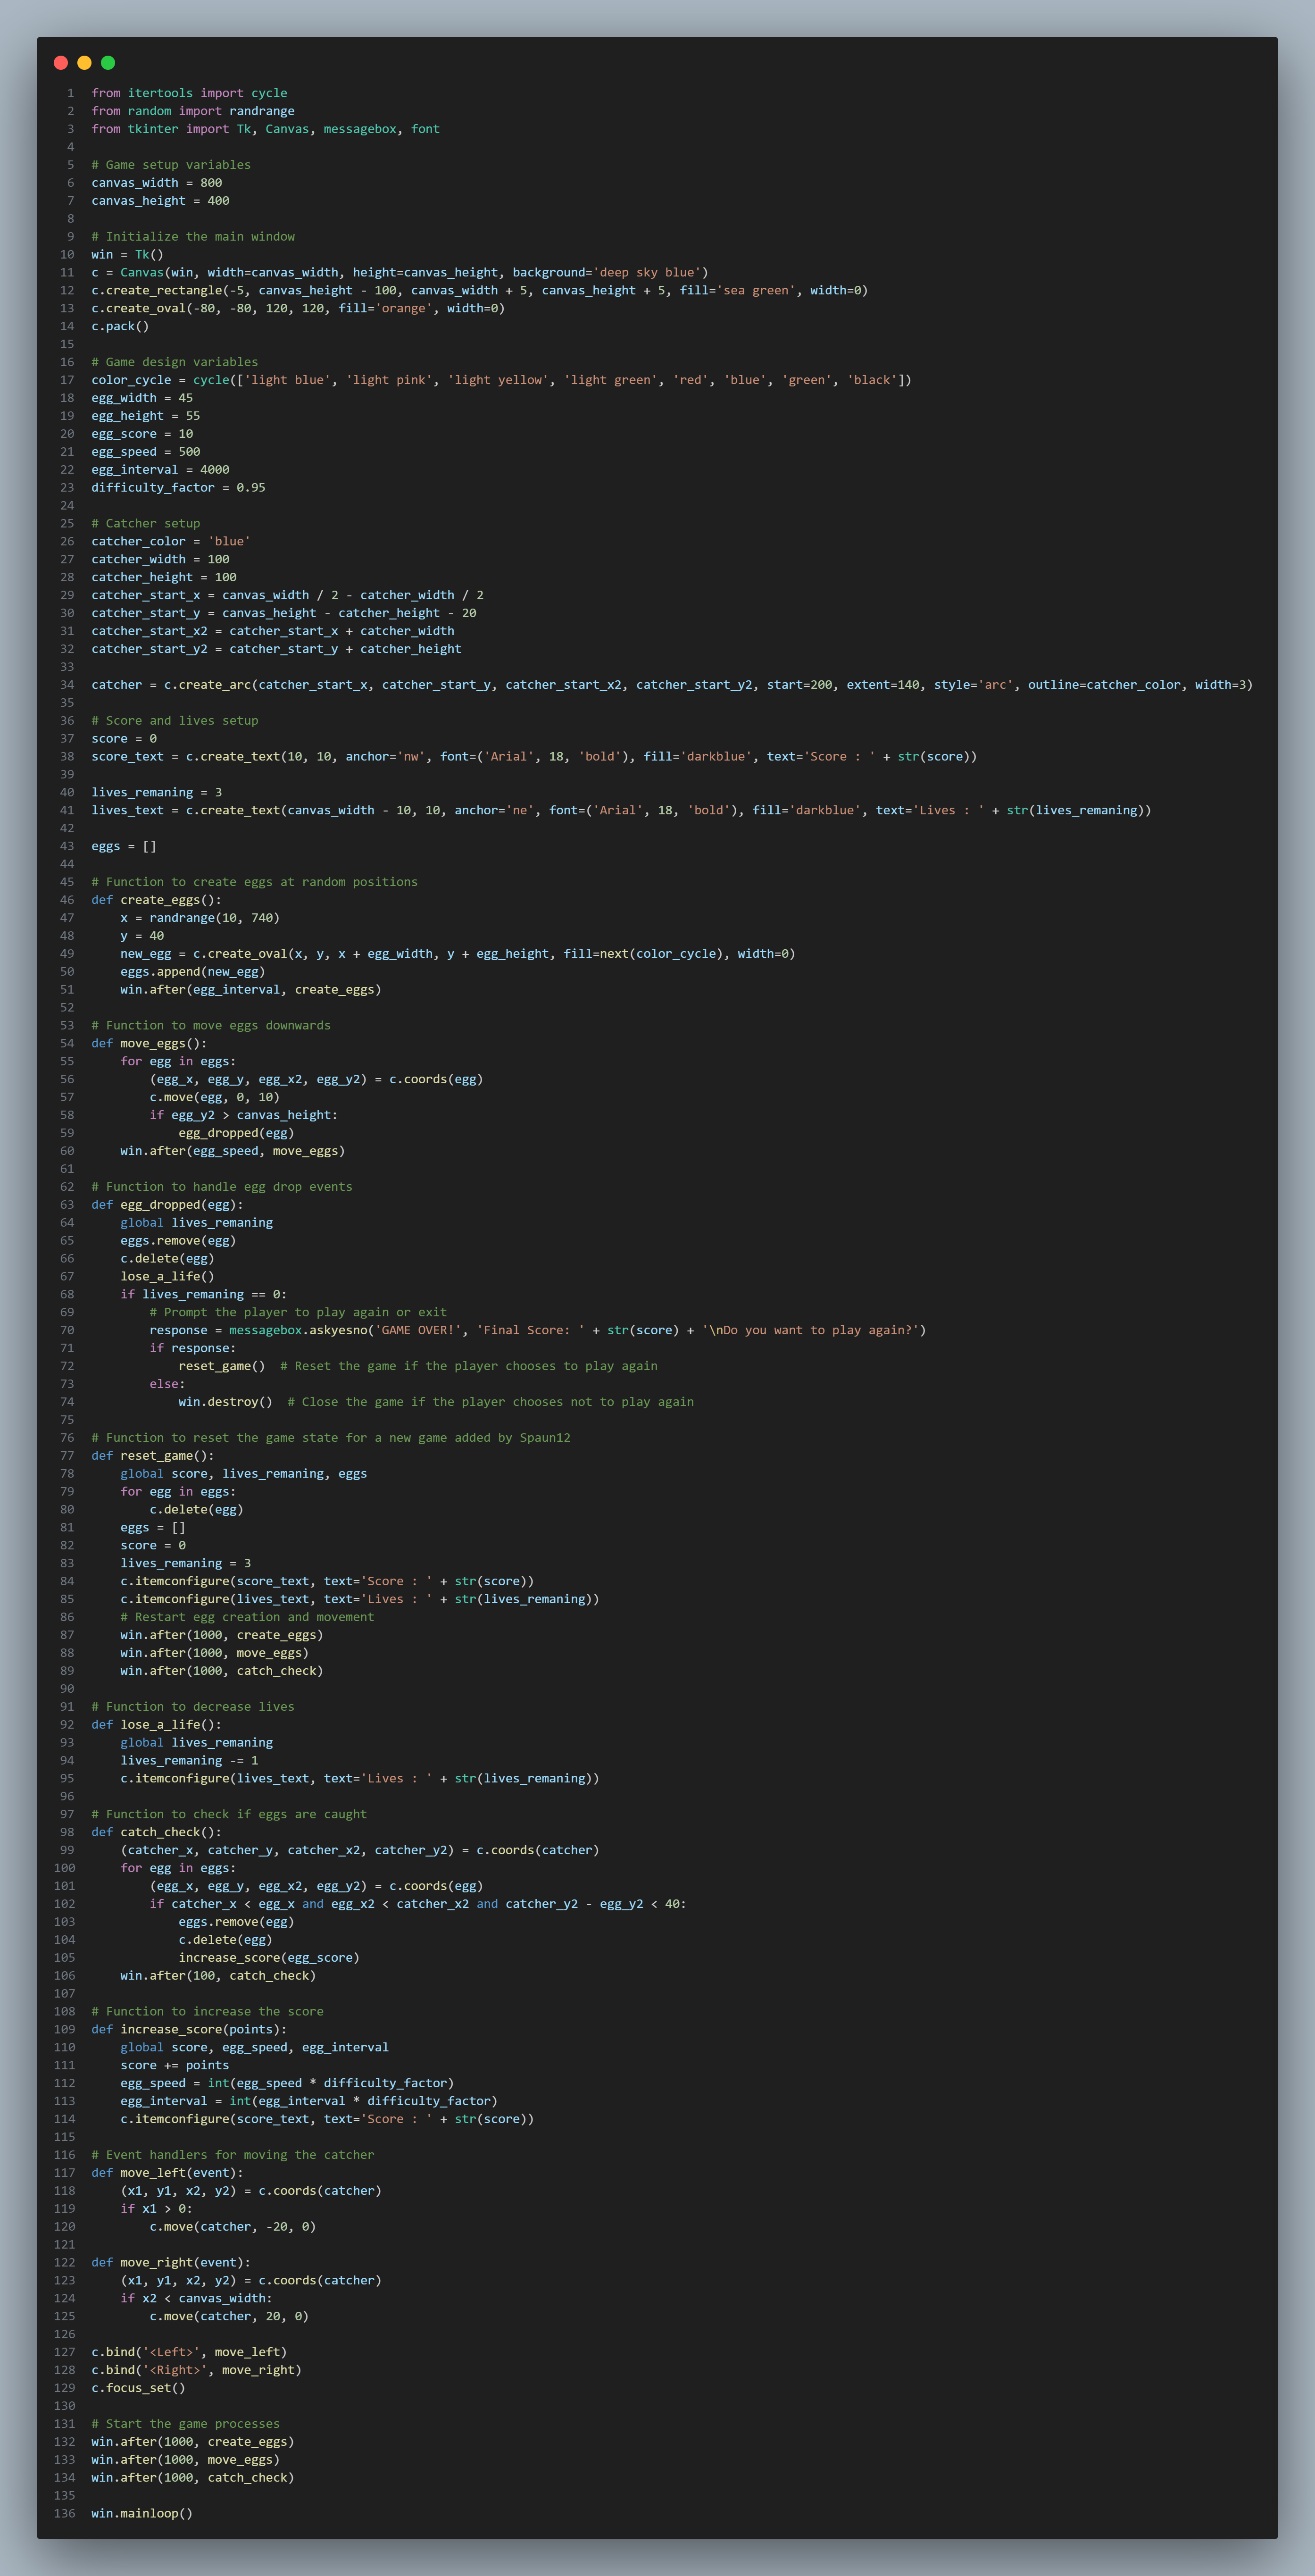 1 from itertools import cycle
2 from random import randrange
3 from tkinter import Tk, Canvas, messagebox, font
4
5 # Game setup variables
6 canvas_width = 800
7 canvas_height = 400
8
9 # Initialize the main window
10 win = Tk()
11 c = Canvas(win, width=canvas_width, height=canvas_height, background='deep sky blue')
12 c.create_rectangle(-5, canvas_height - 100, canvas_width + 5, canvas_height + 5, fill='sea green', width=0)
13 c.create_oval(-80, -80, 120, 120, fill='orange', width=0)
14 c.pack()
15
16 # Game design variables
17 color_cycle = cycle(['light blue', 'light pink', 'light yellow', 'light green', 'red', 'blue', 'green', 'black'])
18 egg_width = 45
19 egg_height = 55
20 egg_score = 10
21 egg_speed = 500
22 egg_interval = 4000
23 difficulty_factor = 0.95
24
25 # Catcher setup
26 catcher_color = 'blue'
27 catcher_width = 100
28 catcher_height = 100
29 catcher_start_x = canvas_width / 2 - catcher_width / 2
30 catcher_start_y = canvas_height - catcher_height - 20
31 catcher_start_x2 = catcher_start_x + catcher_width
32 catcher_start_y2 = catcher_start_y + catcher_height
33
34 catcher = c.create_arc(catcher_start_x, catcher_start_y, catcher_start_x2, catcher_start_y2, start=200, extent=140, style='arc', outline=catcher_color, width=3)
35
36 # Score and lives setup
37 score = 0
38 score_text = c.create_text(10, 10, anchor='nw', font=('Arial', 18, 'bold'), fill='darkblue', text='Score : ' + str(score))
39
40 lives_remaning = 3
41 lives_text = c.create_text(canvas_width - 10, 10, anchor='ne', font=('Arial', 18, 'bold'), fill='darkblue', text='Lives : ' + str(lives_remaning))
42
43 eggs = []
44
45 # Function to create eggs at random positions
46 def create_eggs():
47     x = randrange(10, 740)
48     y = 40
49     new_egg = c.create_oval(x, y, x + egg_width, y + egg_height, fill=next(color_cycle), width=0)
50     eggs.append(new_egg)
51     win.after(egg_interval, create_eggs)
52
53 # Function to move eggs downwards
54 def move_eggs():
55     for egg in eggs:
56         (egg_x, egg_y, egg_x2, egg_y2) = c.coords(egg)
57         c.move(egg, 0, 10)
58         if egg_y2 > canvas_height:
59             egg_dropped(egg)
60     win.after(egg_speed, move_eggs)
61
62 # Function to handle egg drop events
63 def egg_dropped(egg):
64     global lives_remaning
65     eggs.remove(egg)
66     c.delete(egg)
67     lose_a_life()
68     if lives_remaning == 0:
69         # Prompt the player to play again or exit
70         response = messagebox.askyesno('GAME OVER!', 'Final Score: ' + str(score) + '\nDo you want to play again?')
71         if response:
72             reset_game()  # Reset the game if the player chooses to play again
73         else:
74             win.destroy()  # Close the game if the player chooses not to play again
75
76 # Function to reset the game state for a new game added by Spaun12
77 def reset_game():
78     global score, lives_remaning, eggs
79     for egg in eggs:
80         c.delete(egg)
81     eggs = []
82     score = 0
83     lives_remaning = 3
84     c.itemconfigure(score_text, text='Score : ' + str(score))
85     c.itemconfigure(lives_text, text='Lives : ' + str(lives_remaning))
86     # Restart egg creation and movement
87     win.after(1000, create_eggs)
88     win.after(1000, move_eggs)
89     win.after(1000, catch_check)
90
91 # Function to decrease lives
92 def lose_a_life():
93     global lives_remaning
94     lives_remaning -= 1
95     c.itemconfigure(lives_text, text='Lives : ' + str(lives_remaning))
96
97 # Function to check if eggs are caught
98 def catch_check():
99     (catcher_x, catcher_y, catcher_x2, catcher_y2) = c.coords(catcher)
100     for egg in eggs:
101         (egg_x, egg_y, egg_x2, egg_y2) = c.coords(egg)
102         if catcher_x < egg_x and egg_x2 < catcher_x2 and catcher_y2 - egg_y2 < 40:
103             eggs.remove(egg)
104             c.delete(egg)
105             increase_score(egg_score)
106     win.after(100, catch_check)
107
108 # Function to increase the score
109 def increase_score(points):
110     global score, egg_speed, egg_interval
111     score += points
112     egg_speed = int(egg_speed * difficulty_factor)
113     egg_interval = int(egg_interval * difficulty_factor)
114     c.itemconfigure(score_text, text='Score : ' + str(score))
115
116 # Event handlers for moving the catcher
117 def move_left(event):
118     (x1, y1, x2, y2) = c.coords(catcher)
119     if x1 > 0:
120         c.move(catcher, -20, 0)
121
122 def move_right(event):
123     (x1, y1, x2, y2) = c.coords(catcher)
124     if x2 < canvas_width:
125         c.move(catcher, 20, 0)
126
127 c.bind('<Left>', move_left)
128 c.bind('<Right>', move_right)
129 c.focus_set()
130
131 # Start the game processes
132 win.after(1000, create_eggs)
133 win.after(1000, move_eggs)
134 win.after(1000, catch_check)
135
136 win.mainloop()